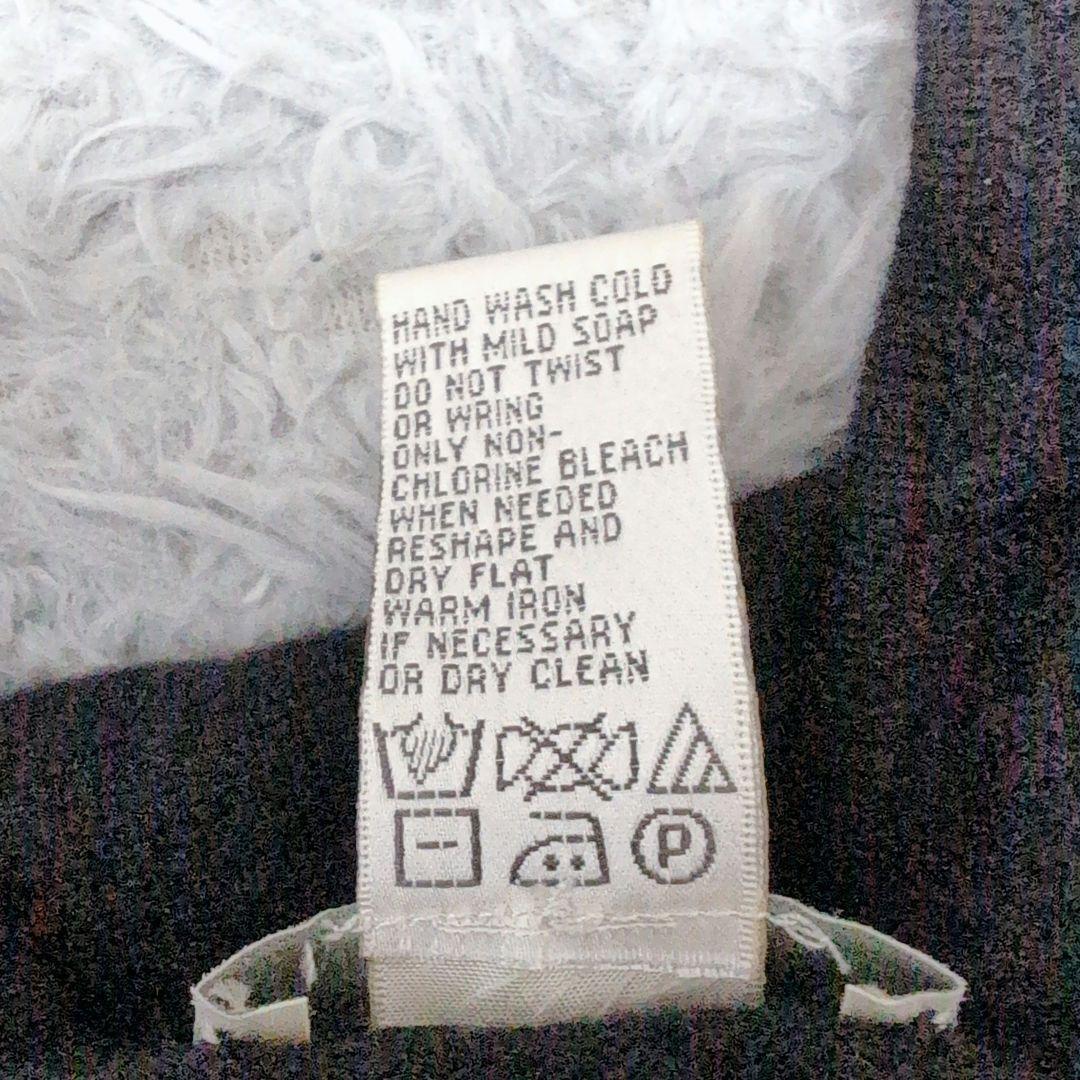 HAND WASH COLD
WITH MILD SOAP
DO NOT TWIST
OR WRING
ONLY NON-
CHLORINE BLEACH
WHEN NEEDED
RESHAPE AND
DRY FLAT
WARM IRON
IF NECESSARY
OR DRY CLEAN
P